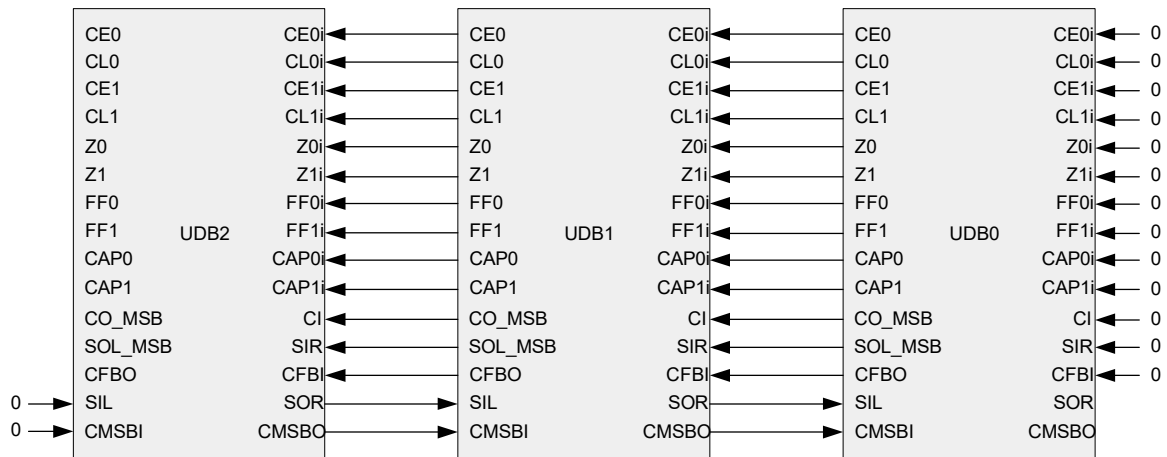 CE0 CE0i CE0 CE0i CE0 CE0i 0
CL0 CL0i CL0 CL0i CL0 CL0i 0
CE1 CE1i CE1 CE1i CE1 CE1i 0
CL1 CL1i CL1 CL1i CL1 CL1i 0
Z0 Z0i Z0 Z0i Z0 Z0i 0
Z1 Z1i Z1 Z1i Z1 Z1i 0
FF0 FF0i FF0 FF0i FF0 FF0i 0
FF1 UDB2 FF1i FF1 UDB1 FF1i FF1 UDB0 FF1i 0
CAP0 CAP0i CAP0 CAP0i CAP0 CAP0i 0
CAP1 CAP1i CAP1 CAP1i CAP1 CAP1i 0
CO_MSB CI CO_MSB CI CO_MSB CI 0
SOL_MSB SIR SOL_MSB SIR SOL_MSB SIR 0
CFBO CFBI CFBO CFBI CFBO CFBI 0
0 SIL SOR SIL SOR SIL SOR
0 CMSBI CMSBO CMSBI CMSBO CMSBI CMSBO